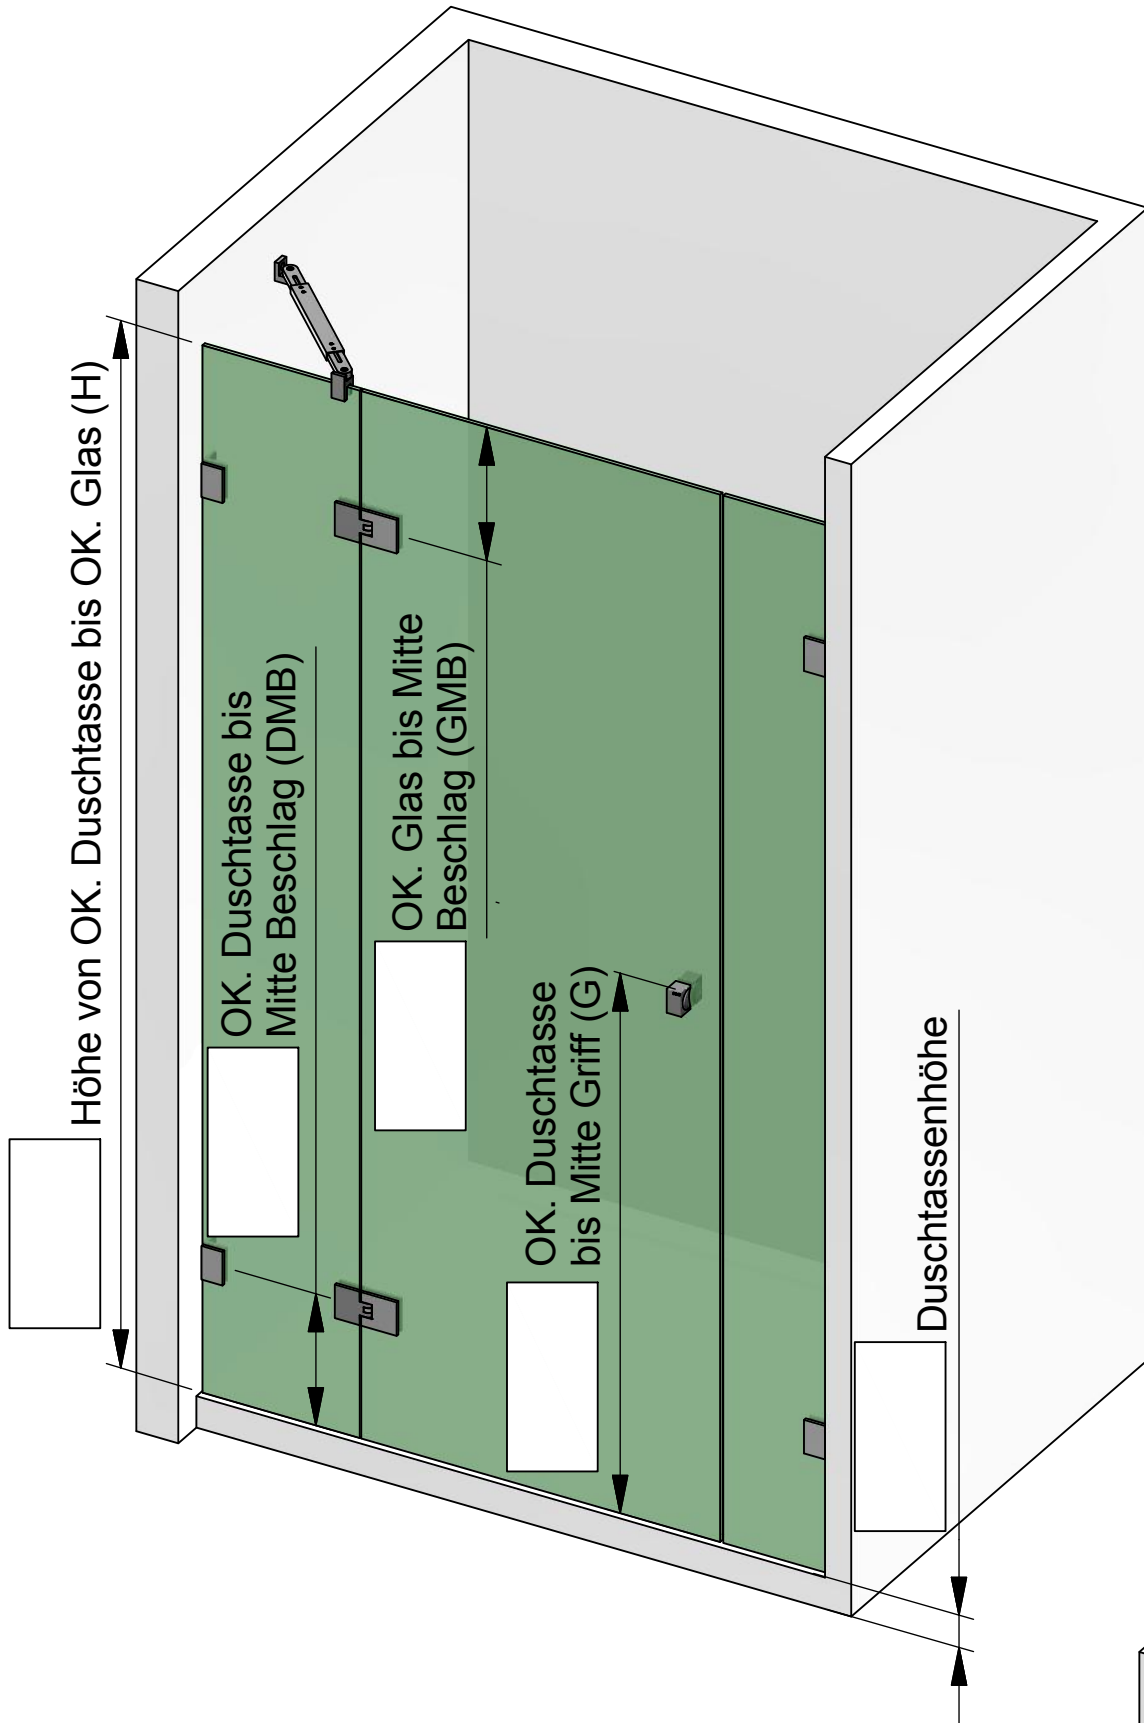 Höhe von OK. Duschtasse bis OK. Glas (H)
OK. Duschtasse bis
Mitte Beschlag (DMB)
OK. Glas bis Mitte
Beschlag (GMB)
OK. Duschtasse
bis Mitte Griff (G)
Duschtassenhöhe